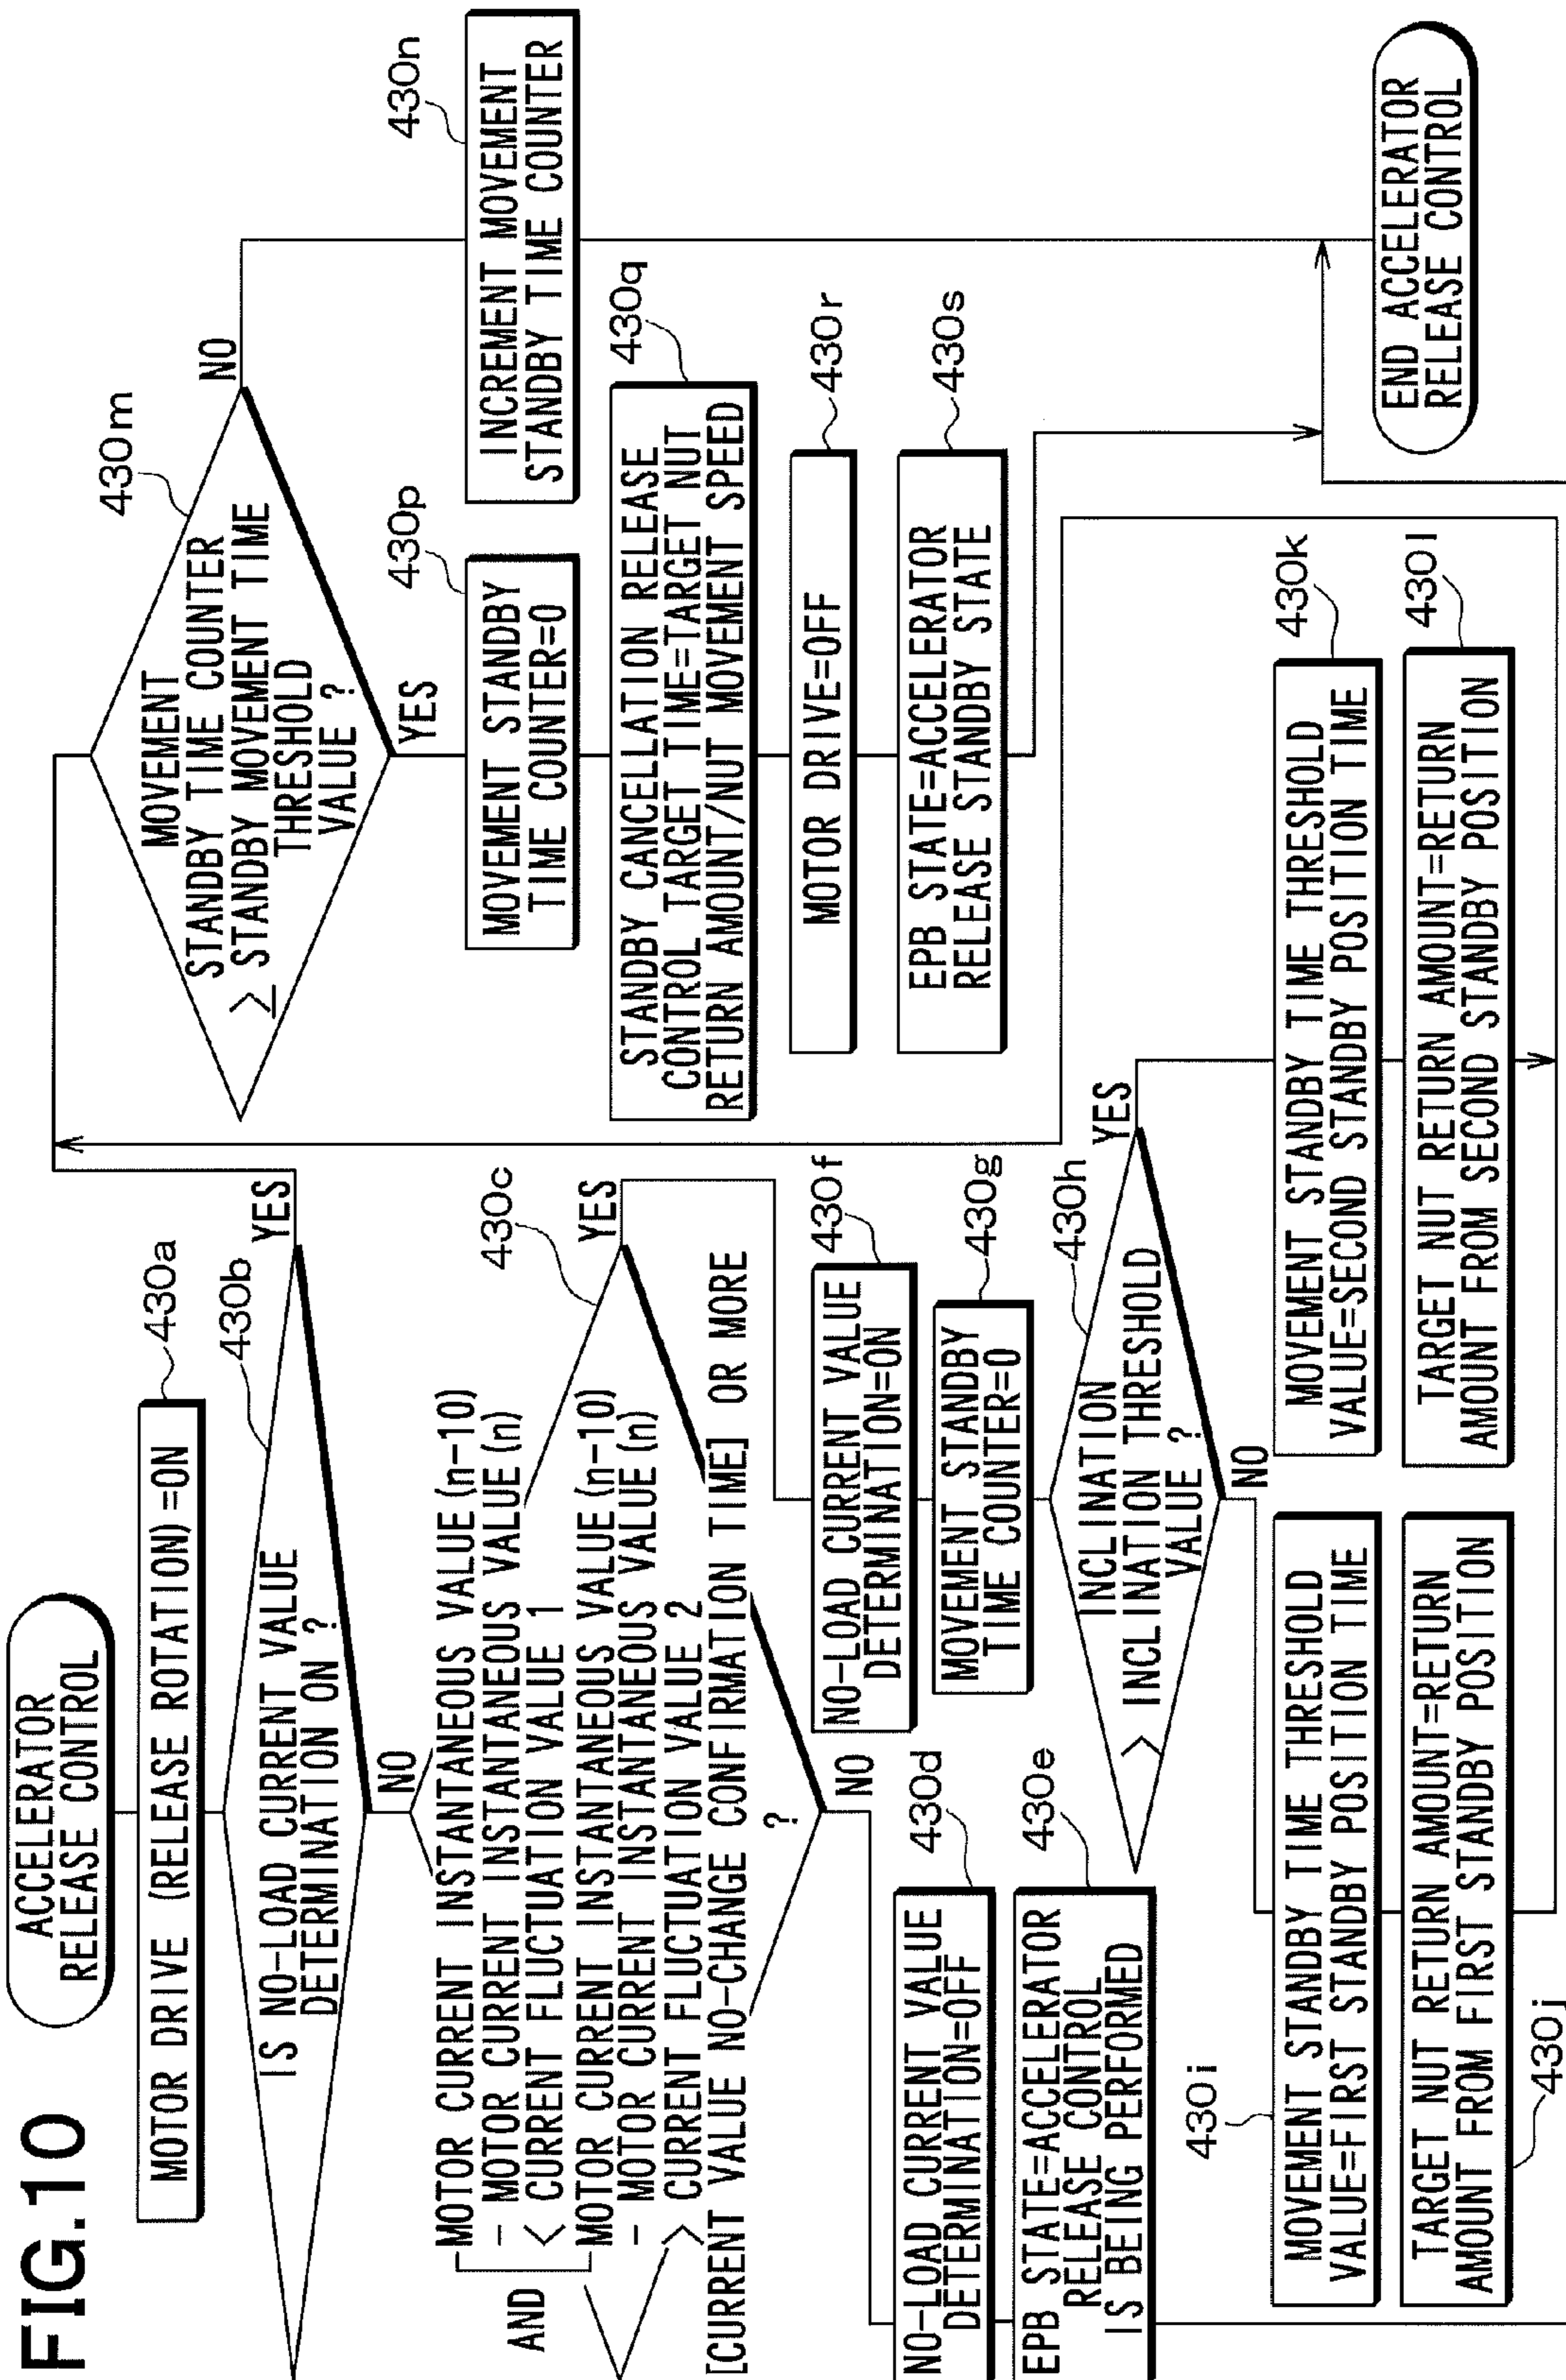 FIG.10
ACCELERATOR
RELEASE CONTROL
MOTOR DRIVE (RELEASE ROTATION)=ON
430a
IS NO-LOAD CURRENT VALUE
DETERMINATION ON ?
430b
YES
NO
AND
MOTOR CURRENT INSTANTANEOUS VALUE(n-10)
- MOTOR CURRENT INSTANTANEOUS VALUE(n)
< CURRENT FLUCTUATION VALUE 1
MOTOR CURRENT INSTANTANEOUS VALUE(n-10)
- MOTOR CURRENT INSTANTANEOUS VALUE(n)
> CURRENT FLUCTUATION VALUE 2
[CURRENT VALUE NO-CHANGE CONFIRMATION TIME] OR MORE
?
430c
YES
NO
NO-LOAD CURRENT VALUE
DETERMINATION=OFF
430d
EPB STATE=ACCELERATOR
RELEASE CONTROL
IS BEING PERFORMED
430e
NO-LOAD CURRENT VALUE
DETERMINATION=ON
430f
MOVEMENT STANDBY
TIME COUNTER=0
430g
INCLINATION
> INCLINATION THRESHOLD
VALUE ?
430h
YES
NO
430i
MOVEMENT STANDBY TIME THRESHOLD
VALUE=FIRST STANDBY POSITION TIME
TARGET NUT RETURN AMOUNT=RETURN
AMOUNT FROM FIRST STANDBY POSITION
430j
MOVEMENT STANDBY TIME THRESHOLD
VALUE=SECOND STANDBY POSITION TIME
430k
TARGET NUT RETURN AMOUNT=RETURN
AMOUNT FROM SECOND STANDBY POSITION
430l
MOVEMENT
STANDBY TIME COUNTER
≥ STANDBY MOVEMENT TIME
THRESHOLD
VALUE ?
430m
NO
YES
INCREMENT MOVEMENT
STANDBY TIME COUNTER
430n
MOVEMENT STANDBY
TIME COUNTER=0
430p
STANDBY CANCELLATION RELEASE
CONTROL TARGET TIME=TARGET NUT
RETURN AMOUNT/NUT MOVEMENT SPEED
430q
MOTOR DRIVE=OFF
430r
EPB STATE=ACCELERATOR
RELEASE STANDBY STATE
430s
END ACCELERATOR
RELEASE CONTROL